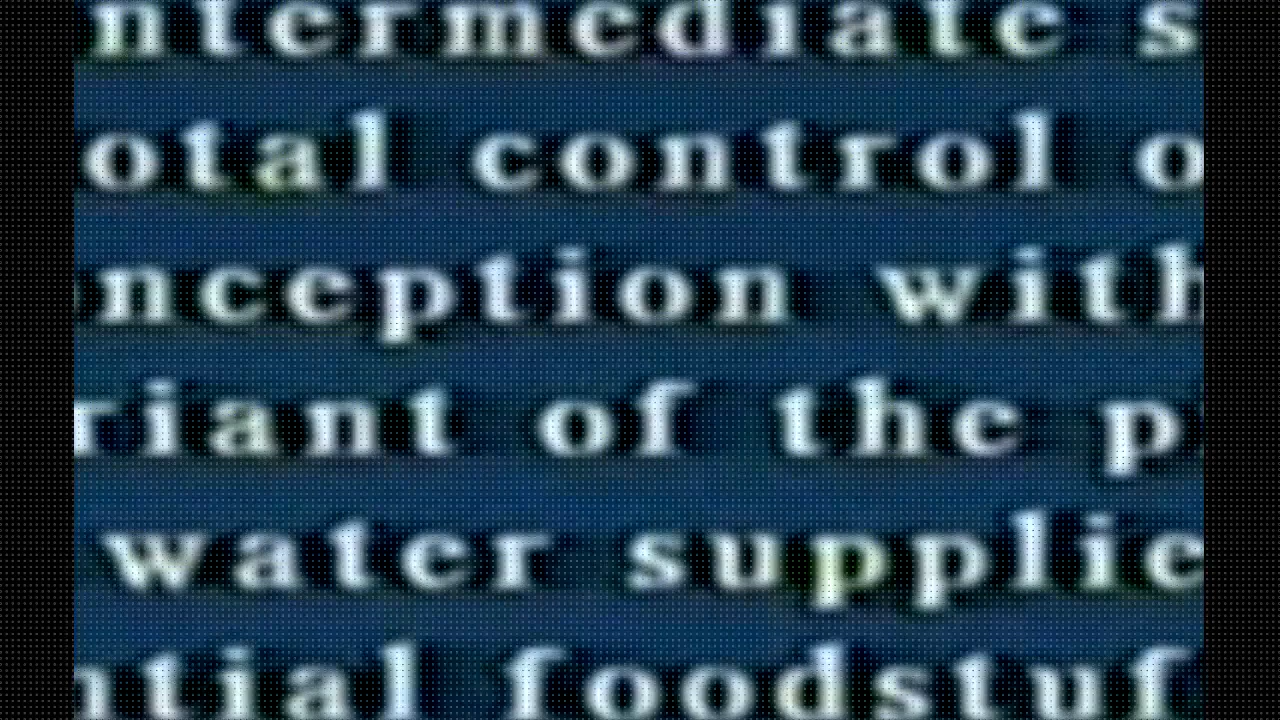 ntermediate s
otal control o
nception with
riant of the p
water supplie
ntial foodstuf